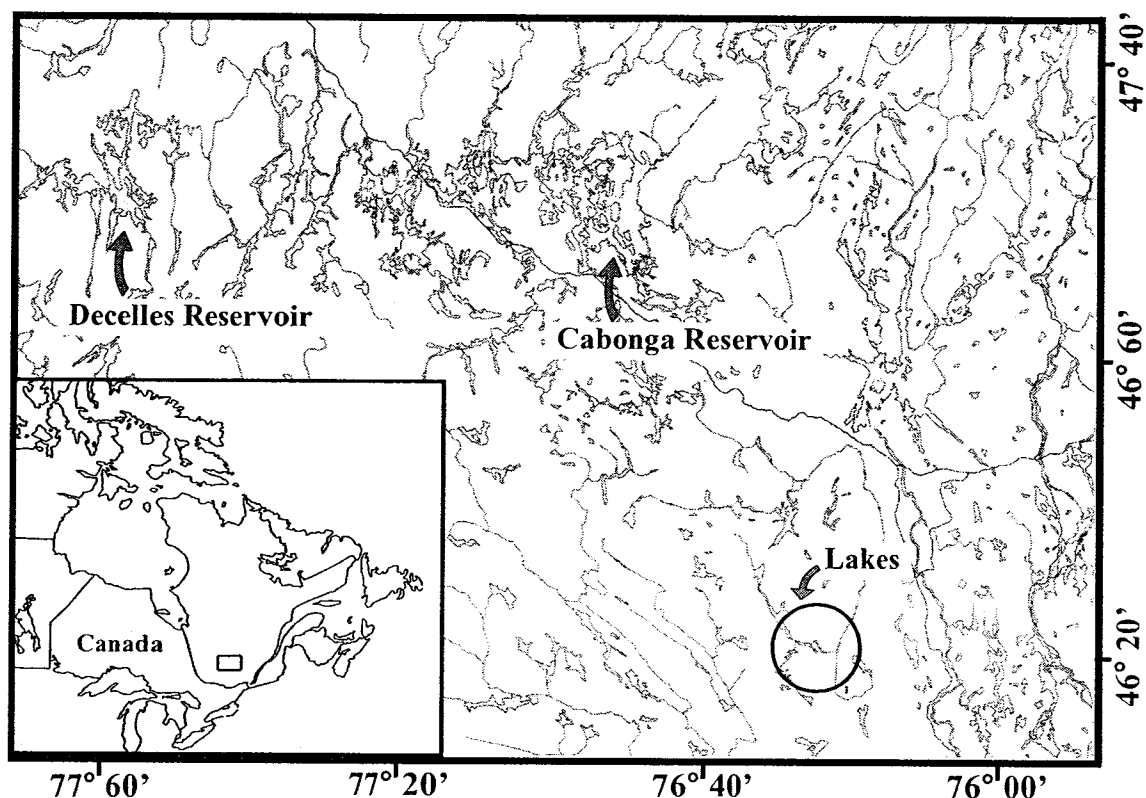 47° 40'
Decelles Reservoir
Cabonga Reservoir
46° 60'
Lakes
Canada
46° 20'
77° 60'
77° 20'
76° 40'
76° 00'